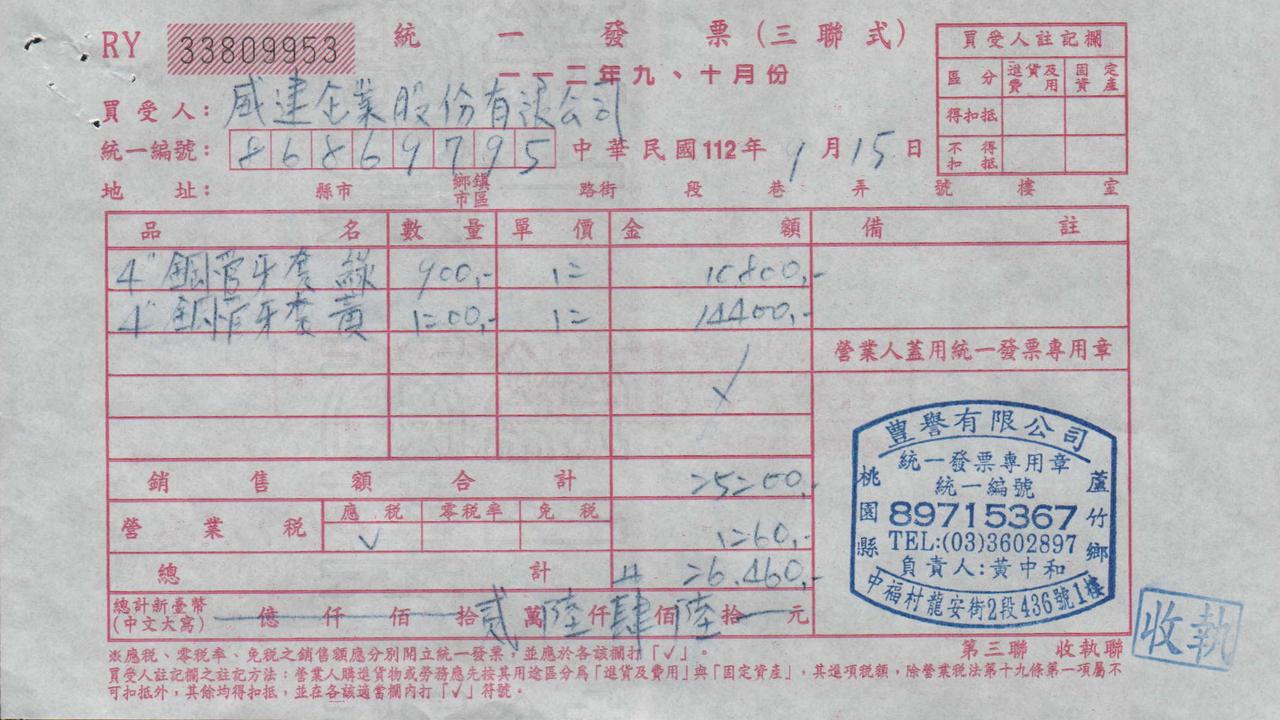 RY 33809953
統一發票(三聯式)
一一二年九、十月份
買受人註記欄
區分 進貨及費用 固定資產
得扣抵
不得扣抵
買受人: 威建企業股份有限公司
統一編號: 86869795 中華民國112年9月15日
地址: 縣市 鄉鎮市區 路街 段 巷 弄 號 樓 室
品名 數量 單價 金額 備註
4" 鋼管牙套 綠 900,- 12 10800,-
4" 鋼管牙套 黃 1200,- 12 14400,-
營業人蓋用統一發票專用章
✓
銷售額合計 25200,-
營業稅 應稅 零稅率 免稅
✓ 1260,-
總計 # 26,460,-
總計新臺幣(中文大寫) 億 仟 佰 拾 貳 萬 陸 仟 肆 佰 陸 拾 元
豐譽有限公司
統一發票專用章
統一編號
89715367
TEL:(03)3602897
負責人:黃中和
桃園縣
蘆竹鄉
中福村龍安街2段436號1樓
第三聯 收執聯
收執
※應稅、零稅率、免稅之銷售額應分別開立統一發票,並應於各該欄打「✓」。
買受人註記欄之註記方法:營業人購進貨物或勞務應先按其用途區分為「進貨及費用」與「固定資產」,其進項稅額,除營業稅法第十九條第一項屬不
可扣抵外,其餘均得扣抵,並在各該適當欄內打「✓」符號。